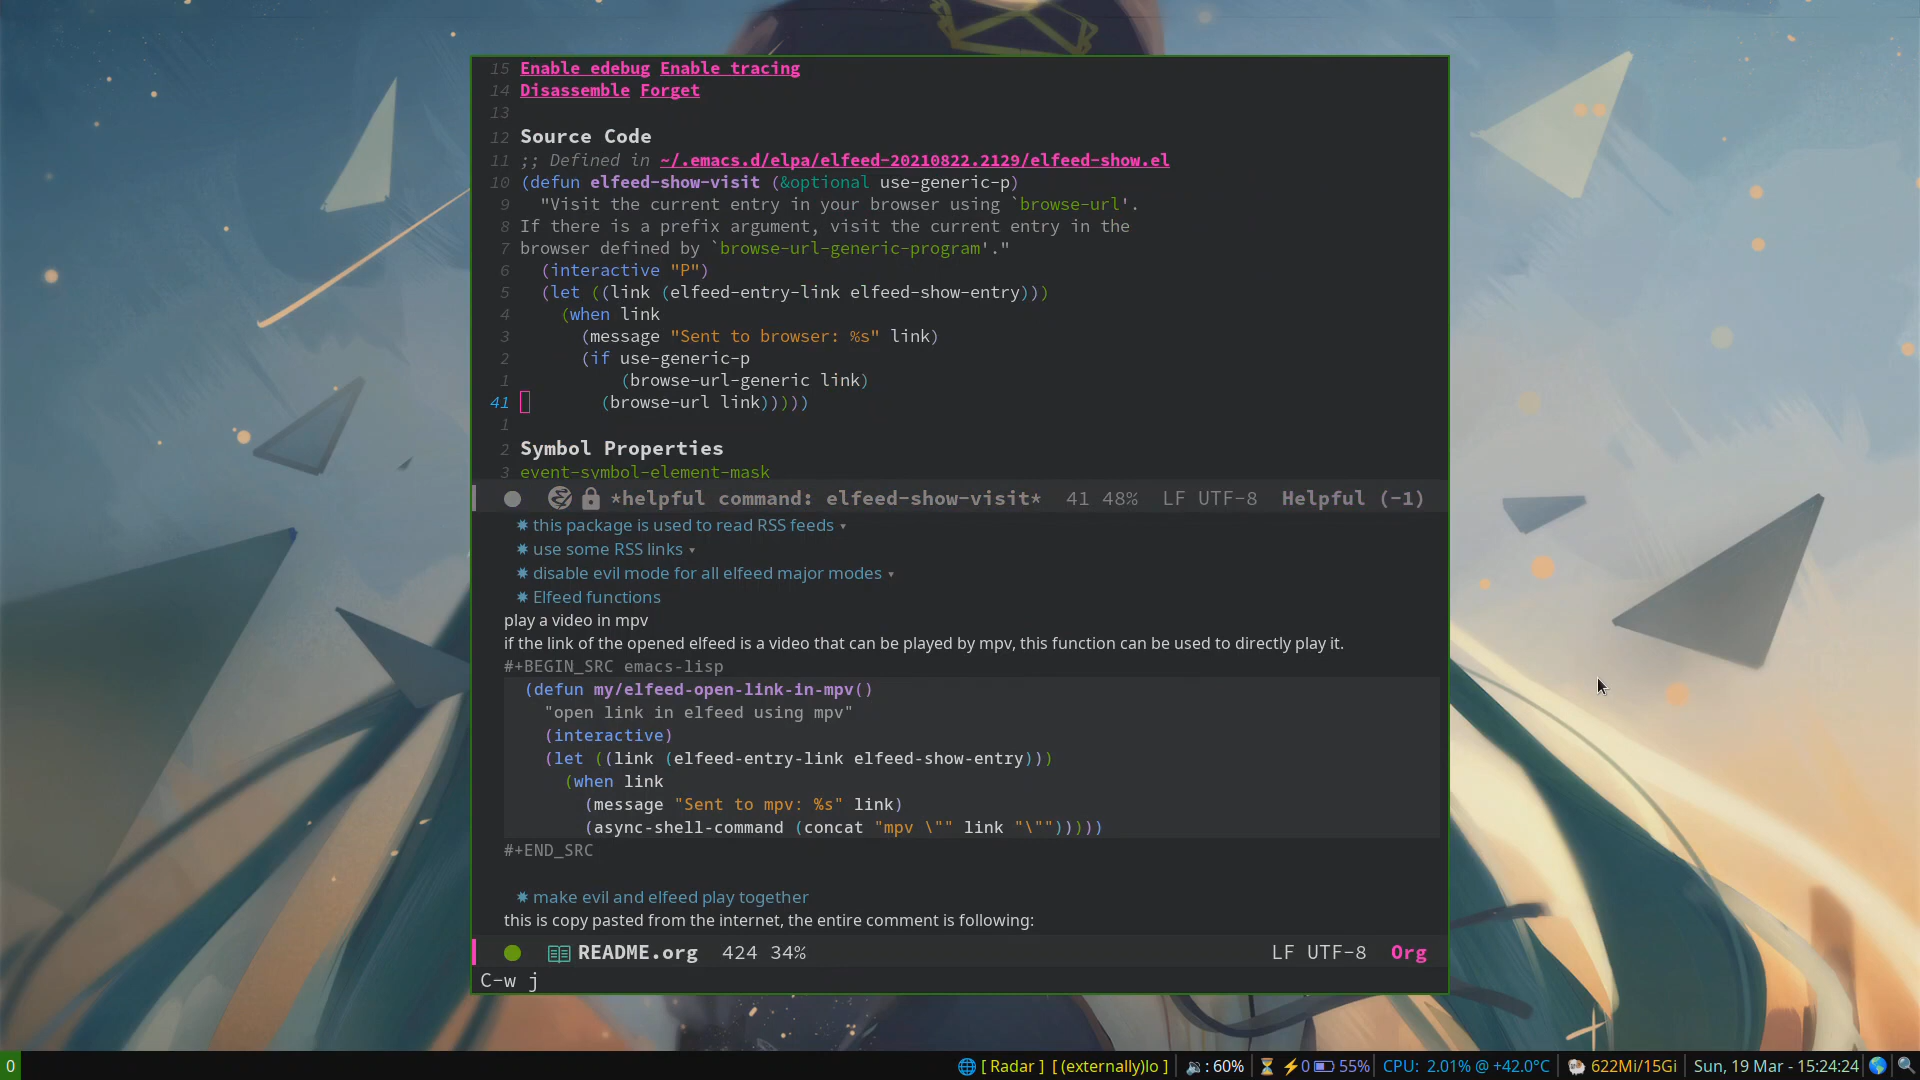 15 Enable edebug Enable tracing
14 Disassemble Forget
13
12 Source Code
11 ;; Defined in ~/.emacs.d/elpa/elfeed-20210822.2129/elfeed-show.el
10 (defun elfeed-show-visit (&optional use-generic-p)
9 "Visit the current entry in your browser using `browse-url'.
8 If there is a prefix argument, visit the current entry in the
7 browser defined by `browse-url-generic-program'."
6 (interactive "P")
5 (let ((link (elfeed-entry-link elfeed-show-entry)))
4 (when link
3 (message "Sent to browser: %s" link)
2 (if use-generic-p
1 (browse-url-generic link)
41 (browse-url link)))))
1
2 Symbol Properties
3 event-symbol-element-mask
*helpful command: elfeed-show-visit* 41 48% LF UTF-8 Helpful (-1)
✸ this package is used to read RSS feeds ▾
✸ use some RSS links ▾
✸ disable evil mode for all elfeed major modes ▾
✸ Elfeed functions
play a video in mpv
if the link of the opened elfeed is a video that can be played by mpv, this function can be used to directly play it.
#+BEGIN_SRC emacs-lisp
(defun my/elfeed-open-link-in-mpv()
"open link in elfeed using mpv"
(interactive)
(let ((link (elfeed-entry-link elfeed-show-entry)))
(when link
(message "Sent to mpv: %s" link)
(async-shell-command (concat "mpv \"" link "\"")))))
#+END_SRC
✸ make evil and elfeed play together
this is copy pasted from the internet, the entire comment is following:
README.org 424 34% LF UTF-8 Org
C-w j
0 [ Radar ] [ (externally)lo ] : 60% 0 55% CPU: 2.01% @ +42.0°C 622Mi/15Gi Sun, 19 Mar - 15:24:24